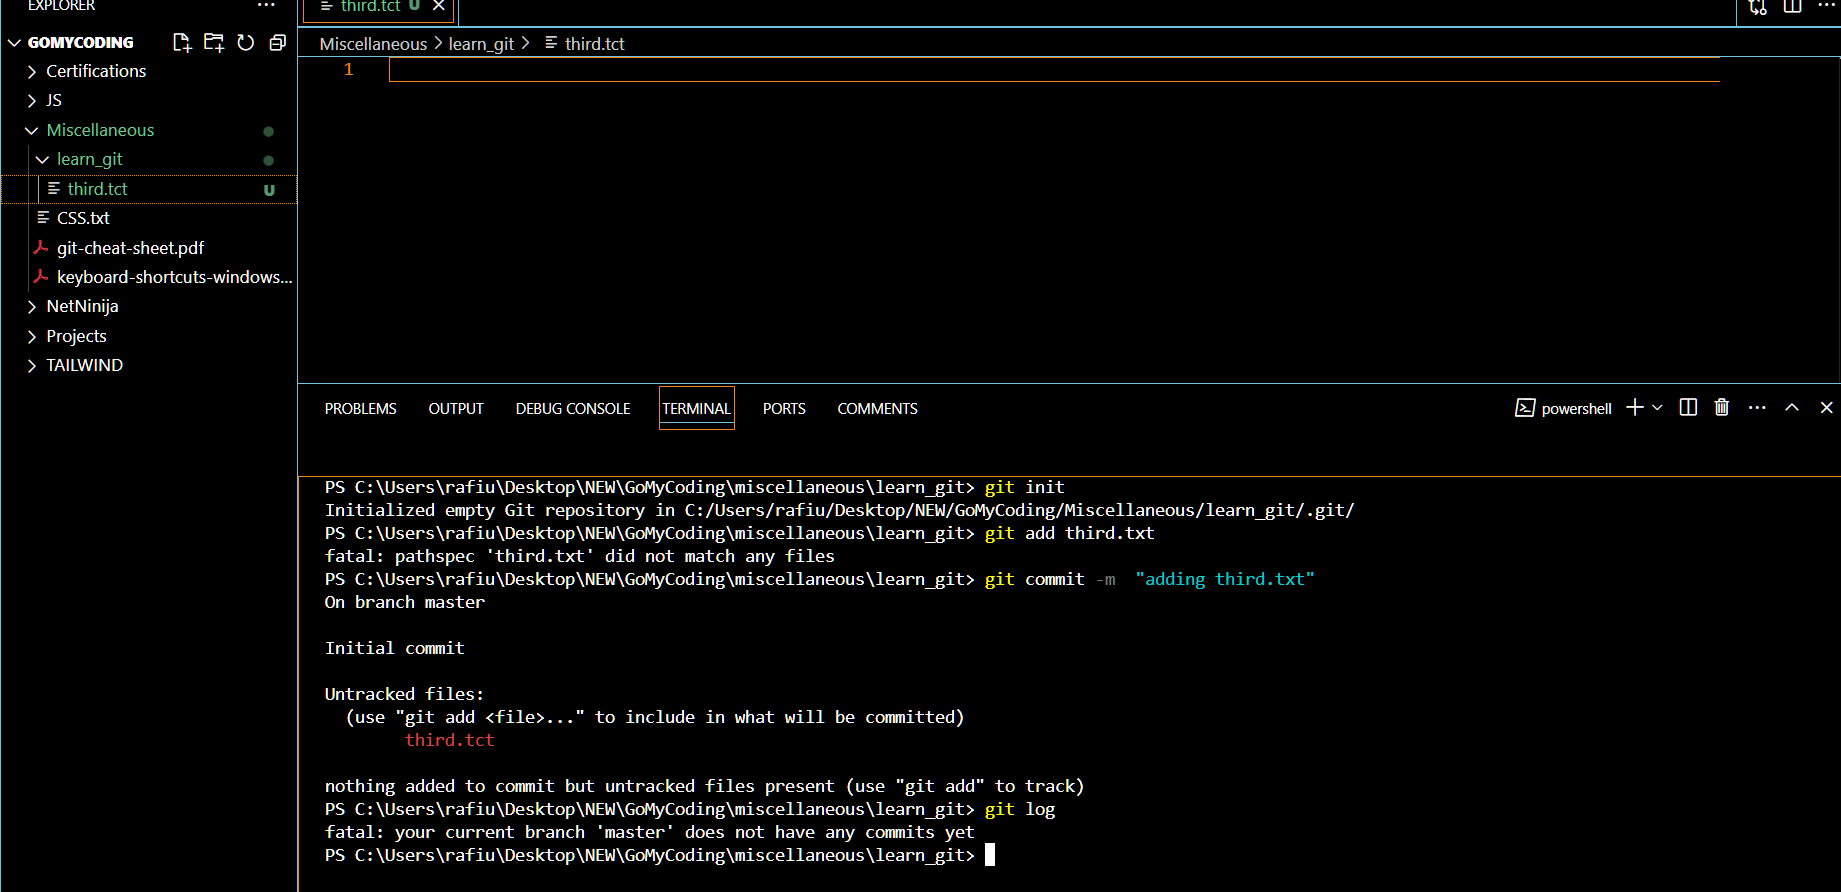 EXPLORER
third.tct U
GOMYCODING
Certifications
JS
Miscellaneous
learn_git
third.tct U
CSS.txt
git-cheat-sheet.pdf
keyboard-shortcuts-windows...
NetNinija
Projects
TAILWIND
Miscellaneous > learn_git > third.tct
1
PROBLEMS OUTPUT DEBUG CONSOLE TERMINAL PORTS COMMENTS powershell
PS C:\Users\rafiu\Desktop\NEW\GoMyCoding\miscellaneous\learn_git> git init
Initialized empty Git repository in C:/Users/rafiu/Desktop/NEW/GoMyCoding/Miscellaneous/learn_git/.git/
PS C:\Users\rafiu\Desktop\NEW\GoMyCoding\miscellaneous\learn_git> git add third.txt
fatal: pathspec 'third.txt' did not match any files
PS C:\Users\rafiu\Desktop\NEW\GoMyCoding\miscellaneous\learn_git> git commit -m  "adding third.txt"
On branch master
Initial commit
Untracked files:
(use "git add <file>..." to include in what will be committed)
third.tct
nothing added to commit but untracked files present (use "git add" to track)
PS C:\Users\rafiu\Desktop\NEW\GoMyCoding\miscellaneous\learn_git> git log
fatal: your current branch 'master' does not have any commits yet
PS C:\Users\rafiu\Desktop\NEW\GoMyCoding\miscellaneous\learn_git>